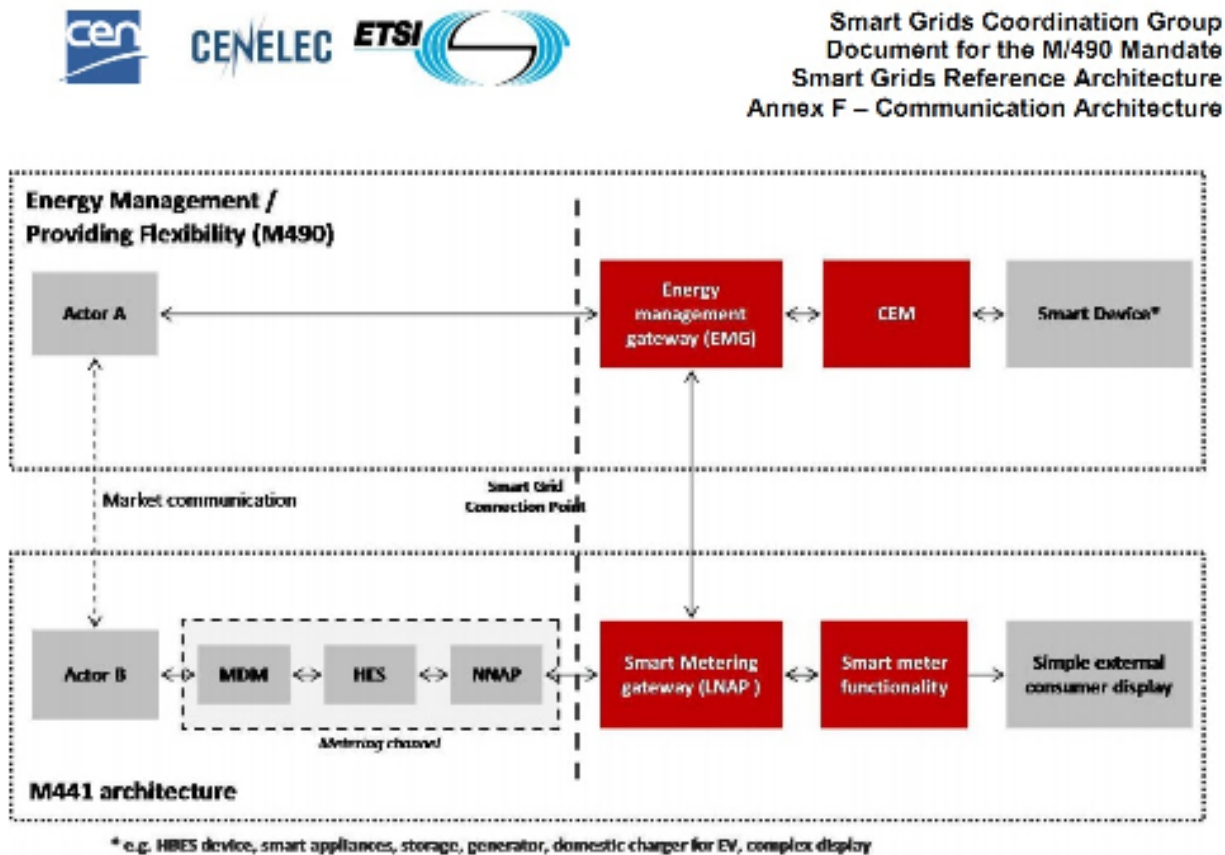 cen
CENELEC
ETSI
Smart Grids Coordination Group
Document for the M/490 Mandate
Smart Grids Reference Architecture
Annex F – Communication Architecture
Energy Management /
Providing Flexibility (M490)
Actor A
Energy
management
gateway (EMG)
CEM
Smart Device*
Market communication
Smart Grid
Connection Point
Actor B
MDM
HES
NNAP
Smart Metering
gateway (LNAP )
Smart meter
functionality
Simple external
consumer display
Metering channel
M441 architecture
* e.g. HBES device, smart appliances, storage, generator, domestic charger for EV, complex display